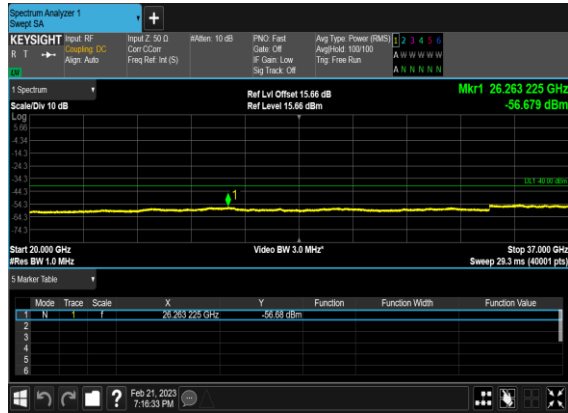 Spectrum Analyzer 1
Swept SA
+
KEYSIGHT Input: RF Input Z: 50 Ω #Atten: 10 dB PNO: Fast Avg Type: Power (RMS) 1 2 3 4 5 6
R T Coupling: DC Corr CCorr Gate: Off Avg|Hold: 100/100 A W W W W W
Align: Auto Freq Ref: Int (S) IF Gain: Low Trig: Free Run
Sig Track: Off A N N N N N
1 Spectrum Ref Lvl Offset 15.66 dB Mkr1 26.263 225 GHz
Scale/Div 10 dB Ref Level 15.66 dBm -56.679 dBm
Log
5.66
-4.34
-14.3
-24.3
-34.3 DL1 -40.00 dBm
-44.3 1
-54.3
-64.3
-74.3
Start 20.000 GHz Video BW 3.0 MHz* Stop 37.000 GHz
#Res BW 1.0 MHz Sweep 29.3 ms (40001 pts)
5 Marker Table
Mode Trace Scale X Y Function Function Width Function Value
1 N 1 f 26.263 225 GHz -56.68 dBm
2
3
4
5
6
? Feb 21, 2023
7:16:33 PM